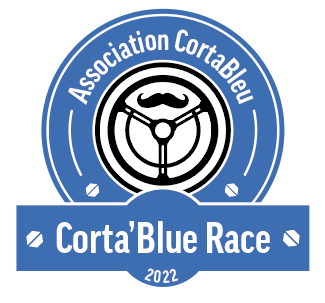 Association CortaBleu
Corta'Blue Race
2022